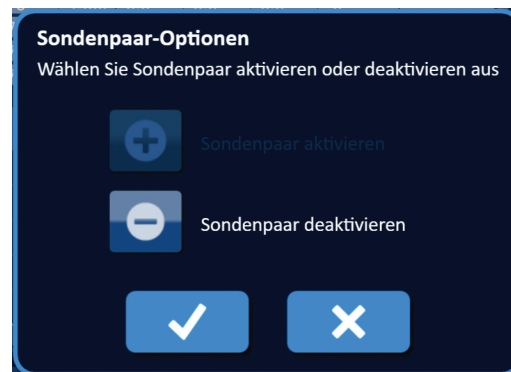 Sondenpaar-Optionen
Wählen Sie Sondenpaar aktivieren oder deaktivieren aus
Sondenpaar aktivieren
Sondenpaar deaktivieren